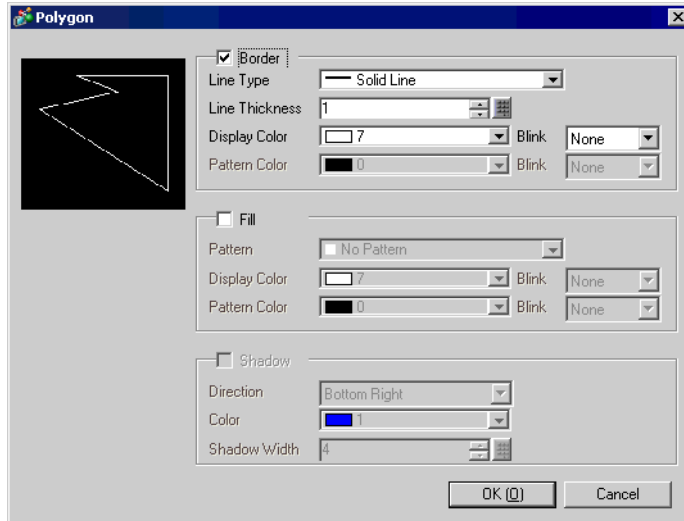 Polygon
Border
Line Type Solid Line
Line Thickness 1
Display Color 7 Blink None
Pattern Color 0 Blink None
Fill
Pattern No Pattern
Display Color 7 Blink None
Pattern Color 0 Blink None
Shadow
Direction Bottom Right
Color 1
Shadow Width 4
OK (O) Cancel